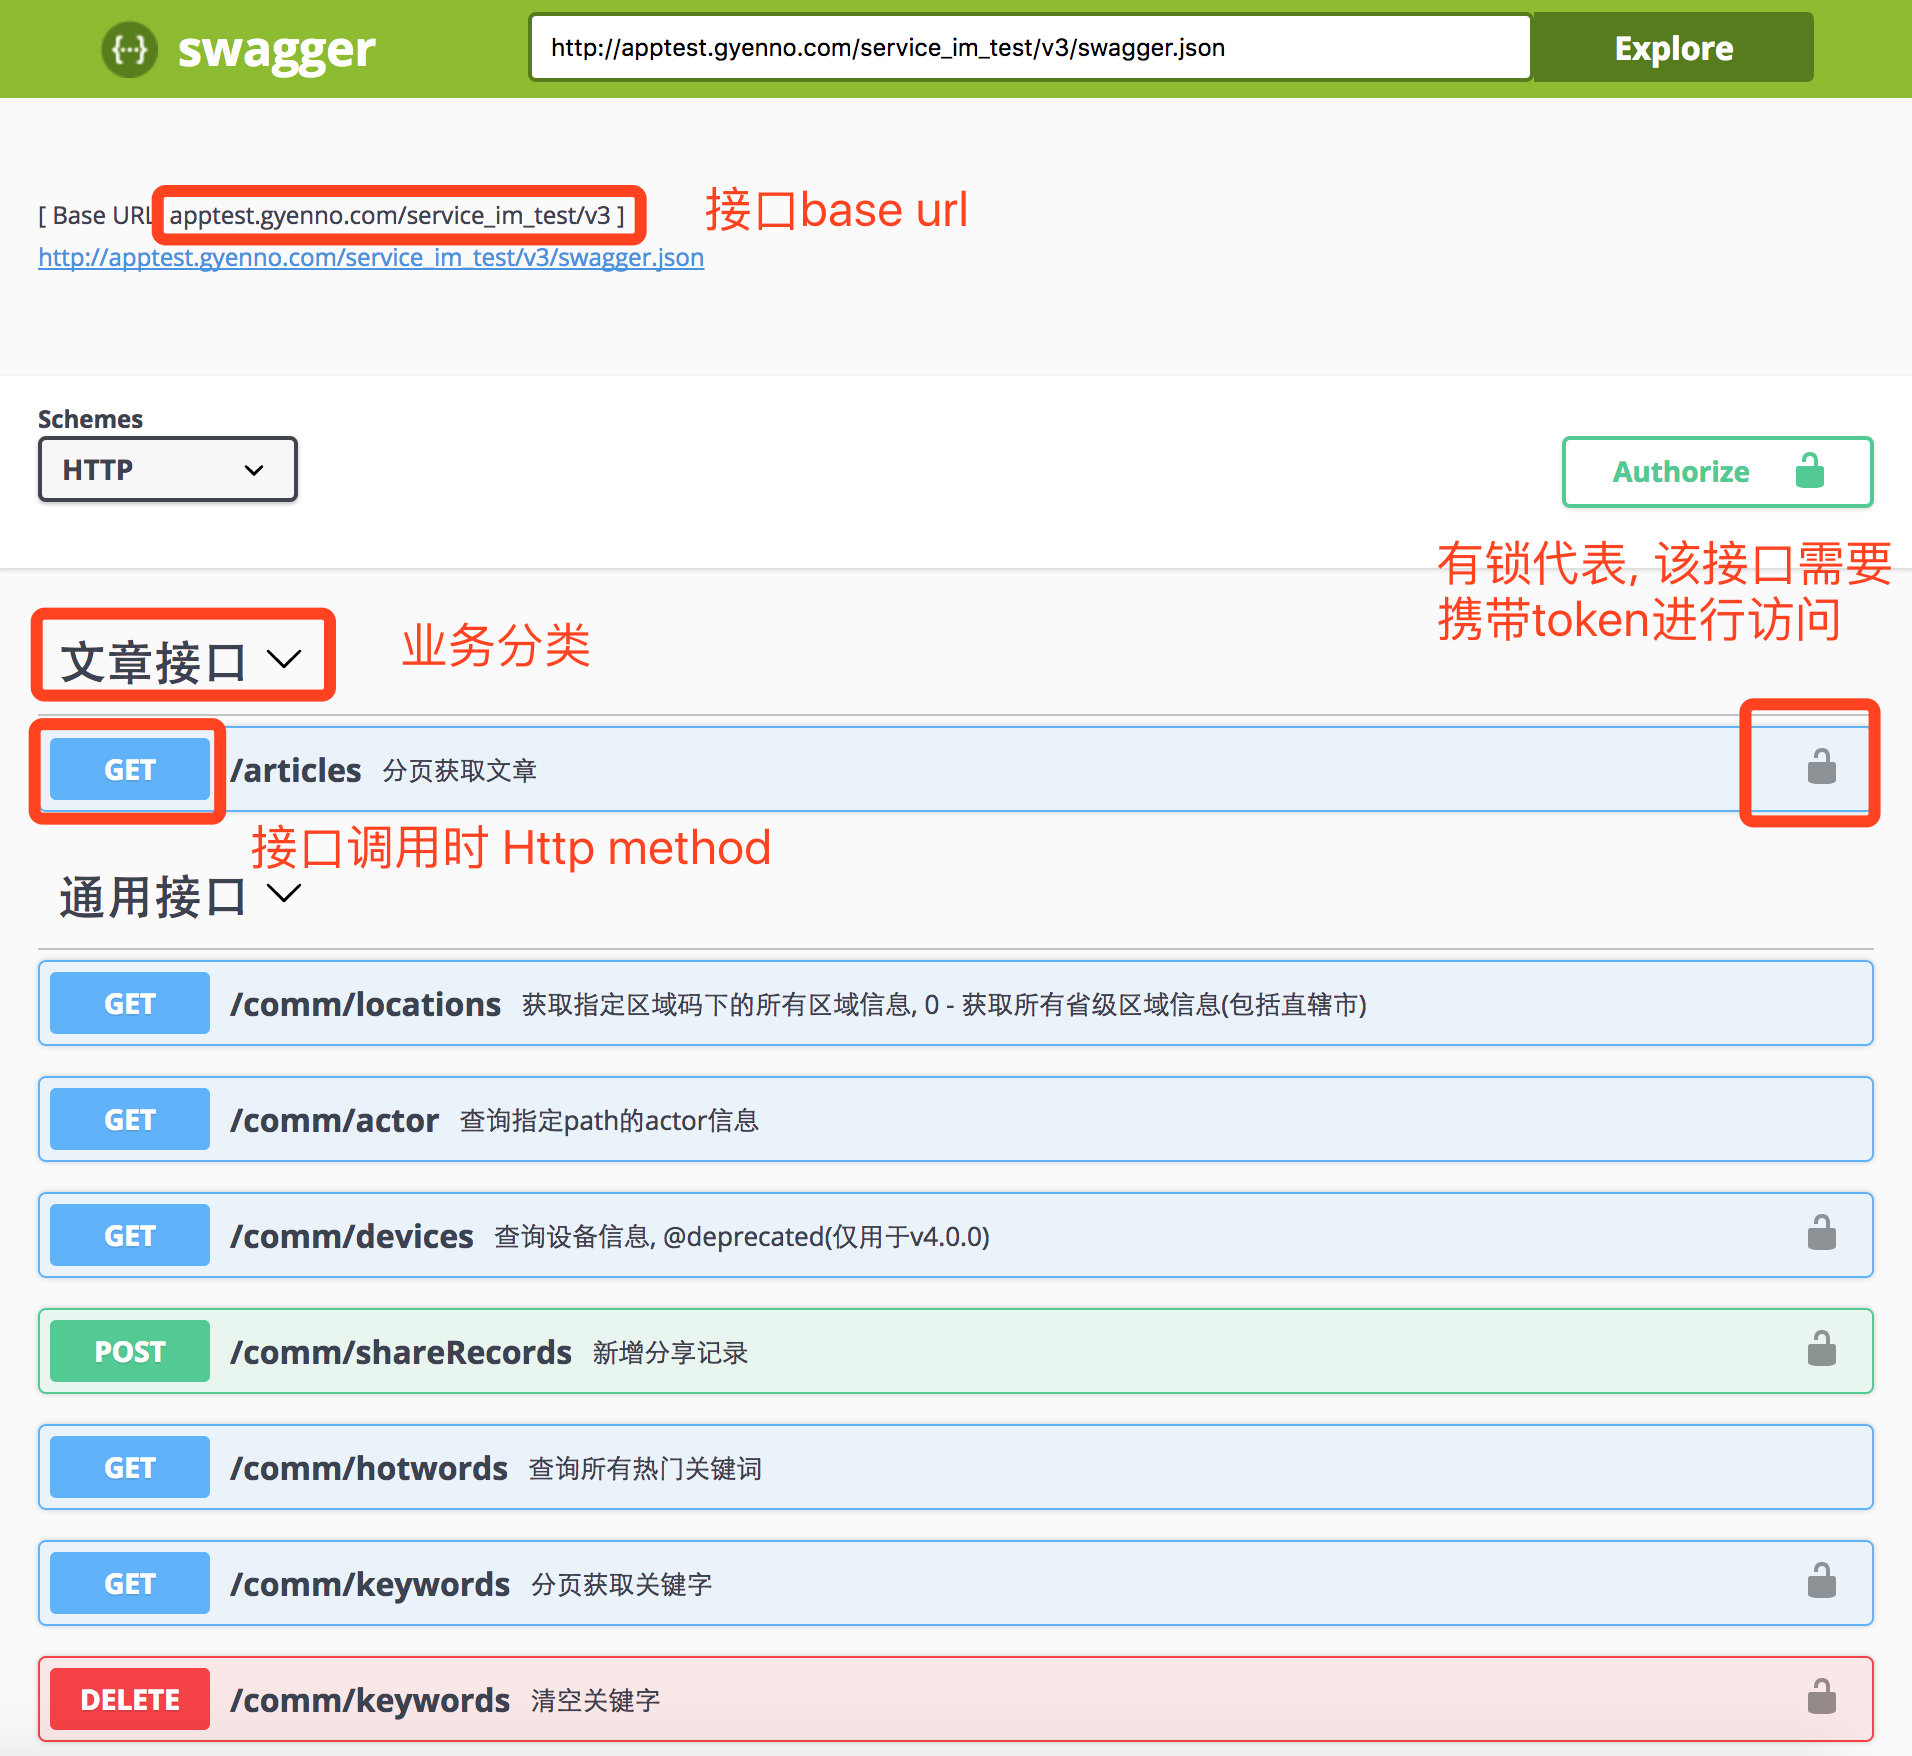 {...} swagger
http://apptest.gyenno.com/service_im_test/v3/swagger.json
Explore
[ Base URL apptest.gyenno.com/service_im_test/v3 ]
接口base url
http://apptest.gyenno.com/service_im_test/v3/swagger.json
Schemes
HTTP
Authorize
有锁代表, 该接口需要
携带token进行访问
文章接口
业务分类
GET /articles 分页获取文章
接口调用时 Http method
通用接口
GET /comm/locations 获取指定区域码下的所有区域信息, 0 - 获取所有省级区域信息(包括直辖市)
GET /comm/actor 查询指定path的actor信息
GET /comm/devices 查询设备信息, @deprecated(仅用于v4.0.0)
POST /comm/shareRecords 新增分享记录
GET /comm/hotwords 查询所有热门关键词
GET /comm/keywords 分页获取关键字
DELETE /comm/keywords 清空关键字